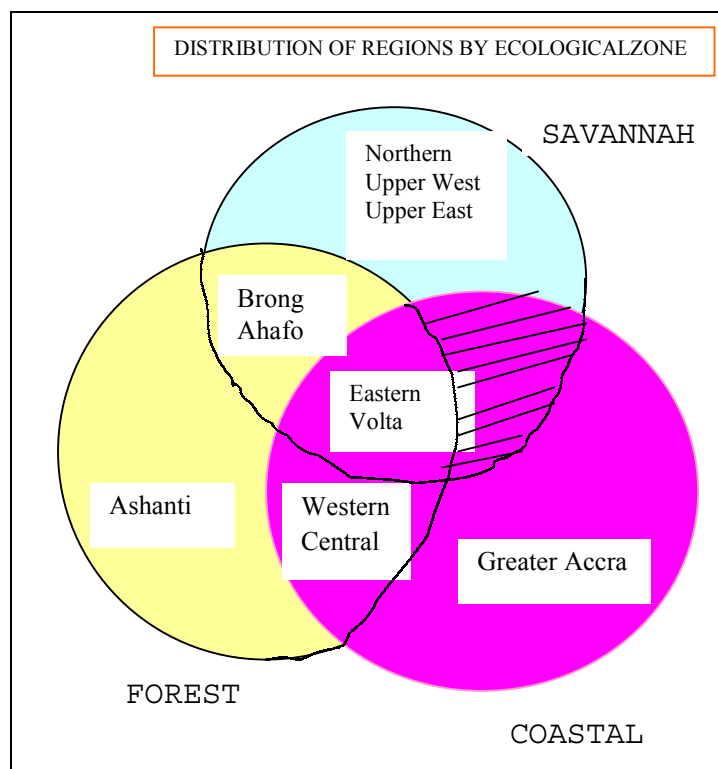 DISTRIBUTION OF REGIONS BY ECOLOGICALZONE
SAVANNAH
Northern
Upper West
Upper East
Brong
Ahafo
Eastern
Volta
Ashanti
Western
Central
Greater Accra
FOREST
COASTAL